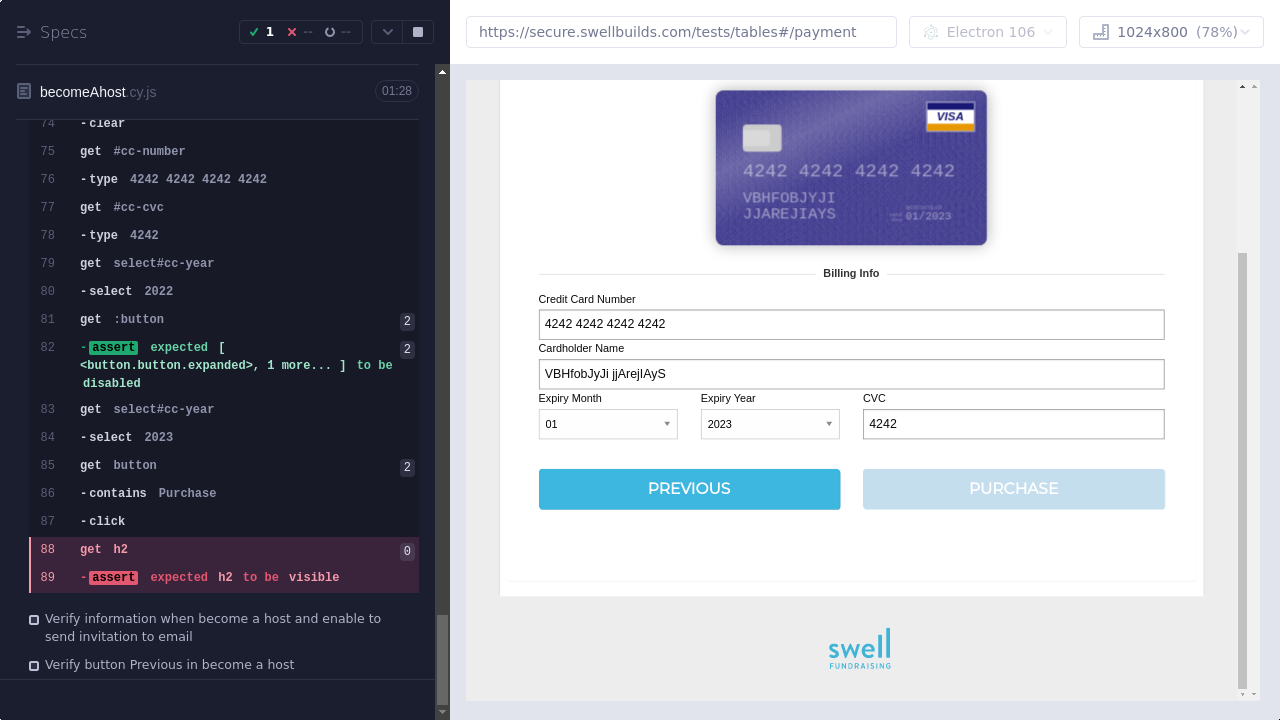 Specs
1 -- --
https://secure.swellbuilds.com/tests/tables#/payment
Electron 106
1024x800 (78%)
becomeAhost.cy.js
01:28
74 -clear
75 get #cc-number
76 -type 4242 4242 4242 4242
77 get #cc-cvc
78 -type 4242
79 get select#cc-year
80 -select 2022
81 get :button 2
82 -assert expected [ 2
<button.button.expanded>, 1 more... ] to be
disabled
83 get select#cc-year
84 -select 2023
85 get button 2
86 -contains Purchase
87 -click
88 get h2 0
89 -assert expected h2 to be visible
Verify information when become a host and enable to
send invitation to email
Verify button Previous in become a host
VISA
4242 4242 4242 4242
VBHFOBJYJI
JJAREJIAYS
01/2023
Billing Info
Credit Card Number
4242 4242 4242 4242
Cardholder Name
VBHfobJyJi jjArejIAyS
Expiry Month Expiry Year CVC
01 2023 4242
PREVIOUS PURCHASE
swell
FUNDRAISING